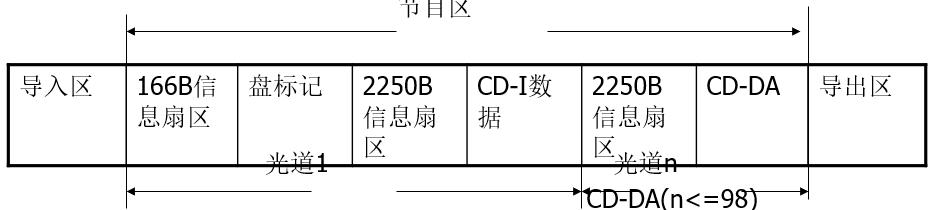 节目区
导入区
166B信
息扇区
盘标记
2250B
信息扇
区
CD-I数
据
2250B
信息扇
区
CD-DA
导出区
光道1
光道n
CD-DA(n<=98)